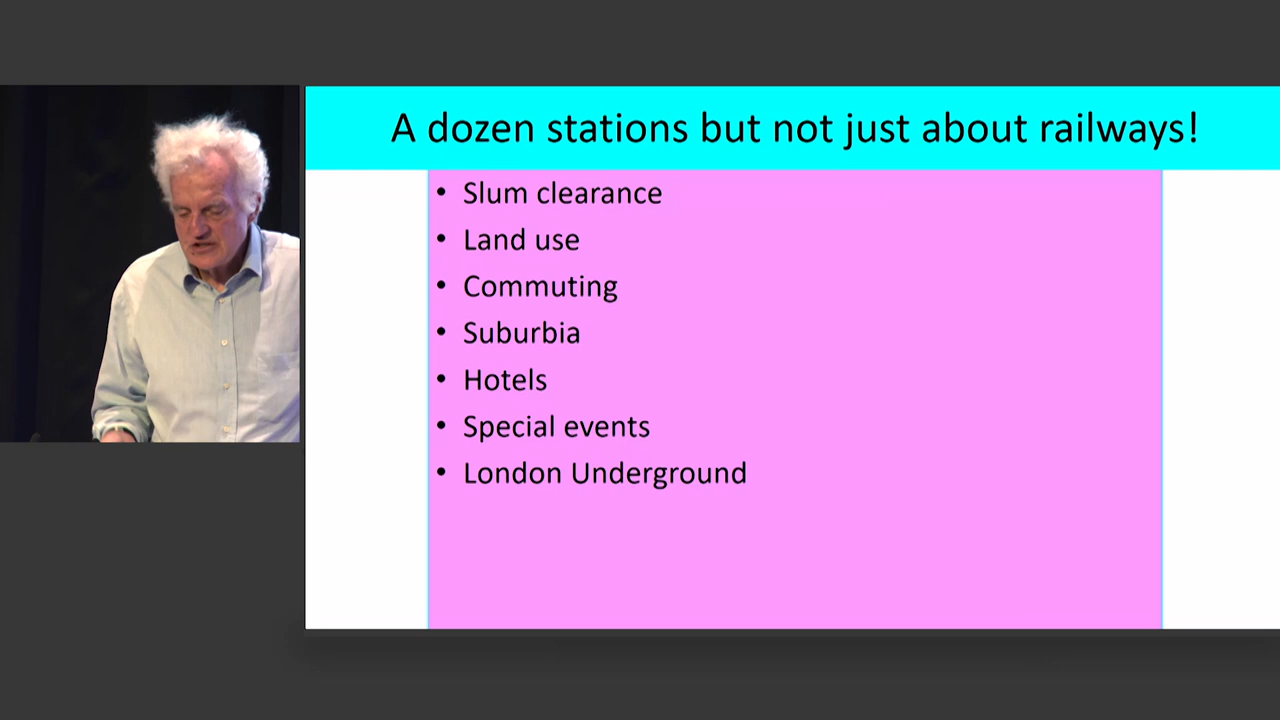 A dozen stations but not just about railways!
• Slum clearance
• Land use
• Commuting
• Suburbia
• Hotels
• Special events
• London Underground